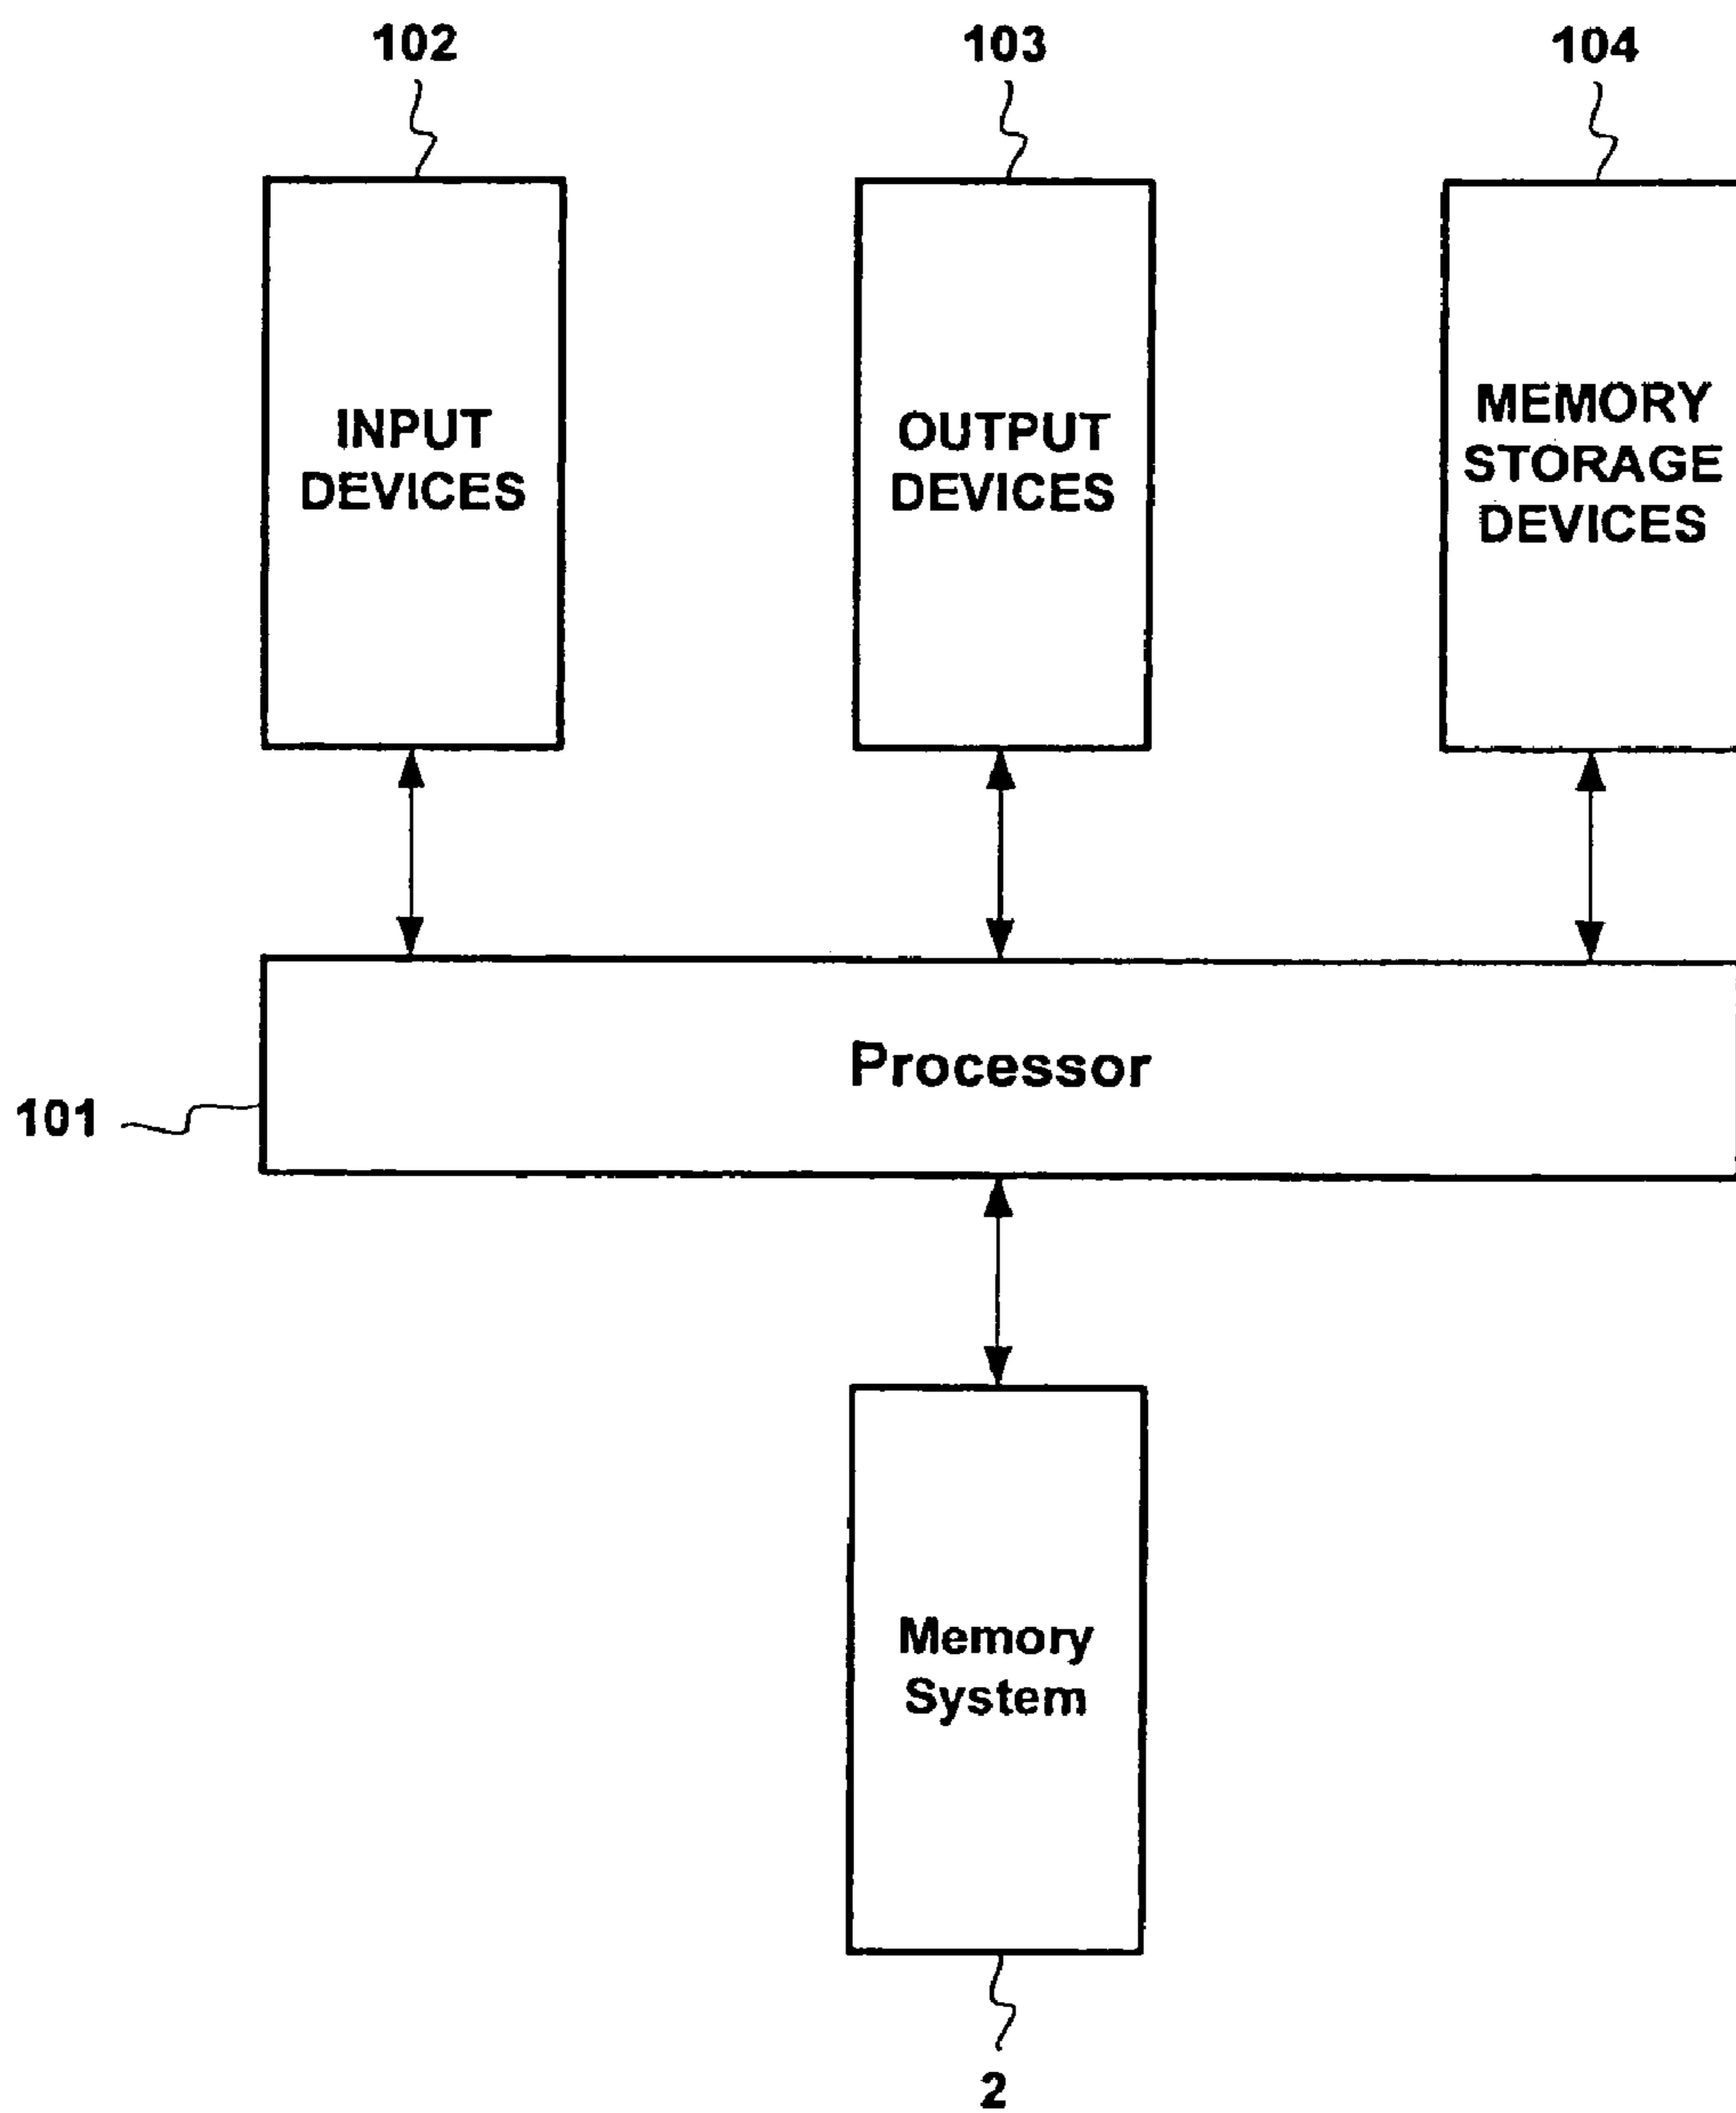 102
103
104
INPUT
DEVICES
OUTPUT
DEVICES
MEMORY
STORAGE
DEVICES
Processor
101
Memory
System
2